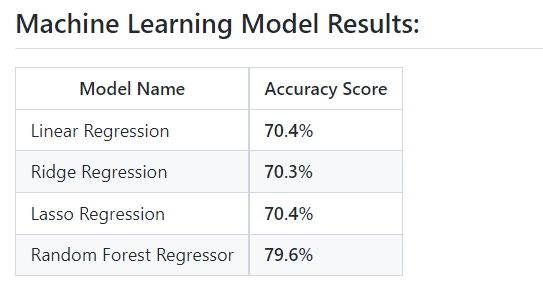 Machine Learning Model Results:
Model Name Accuracy Score
Linear Regression 70.4%
Ridge Regression 70.3%
Lasso Regression 70.4%
Random Forest Regressor 79.6%